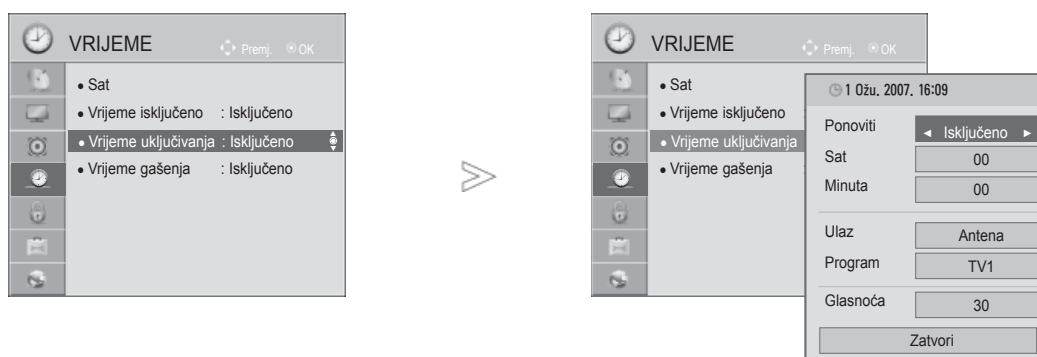 VRIJEME
Premj. OK
• Sat
• Vrijeme isključeno : Isključeno
• Vrijeme uključivanja : Isključeno
• Vrijeme gašenja : Isključeno
VRIJEME
Premj. OK
• Sat
• Vrijeme isključeno :
• Vrijeme uključivanja
• Vrijeme gašenja :
1 Ožu. 2007. 16:09
Ponoviti ◄ Isključeno ►
Sat 00
Minuta 00
Ulaz Antena
Program TV1
Glasnoća 30
Zatvori